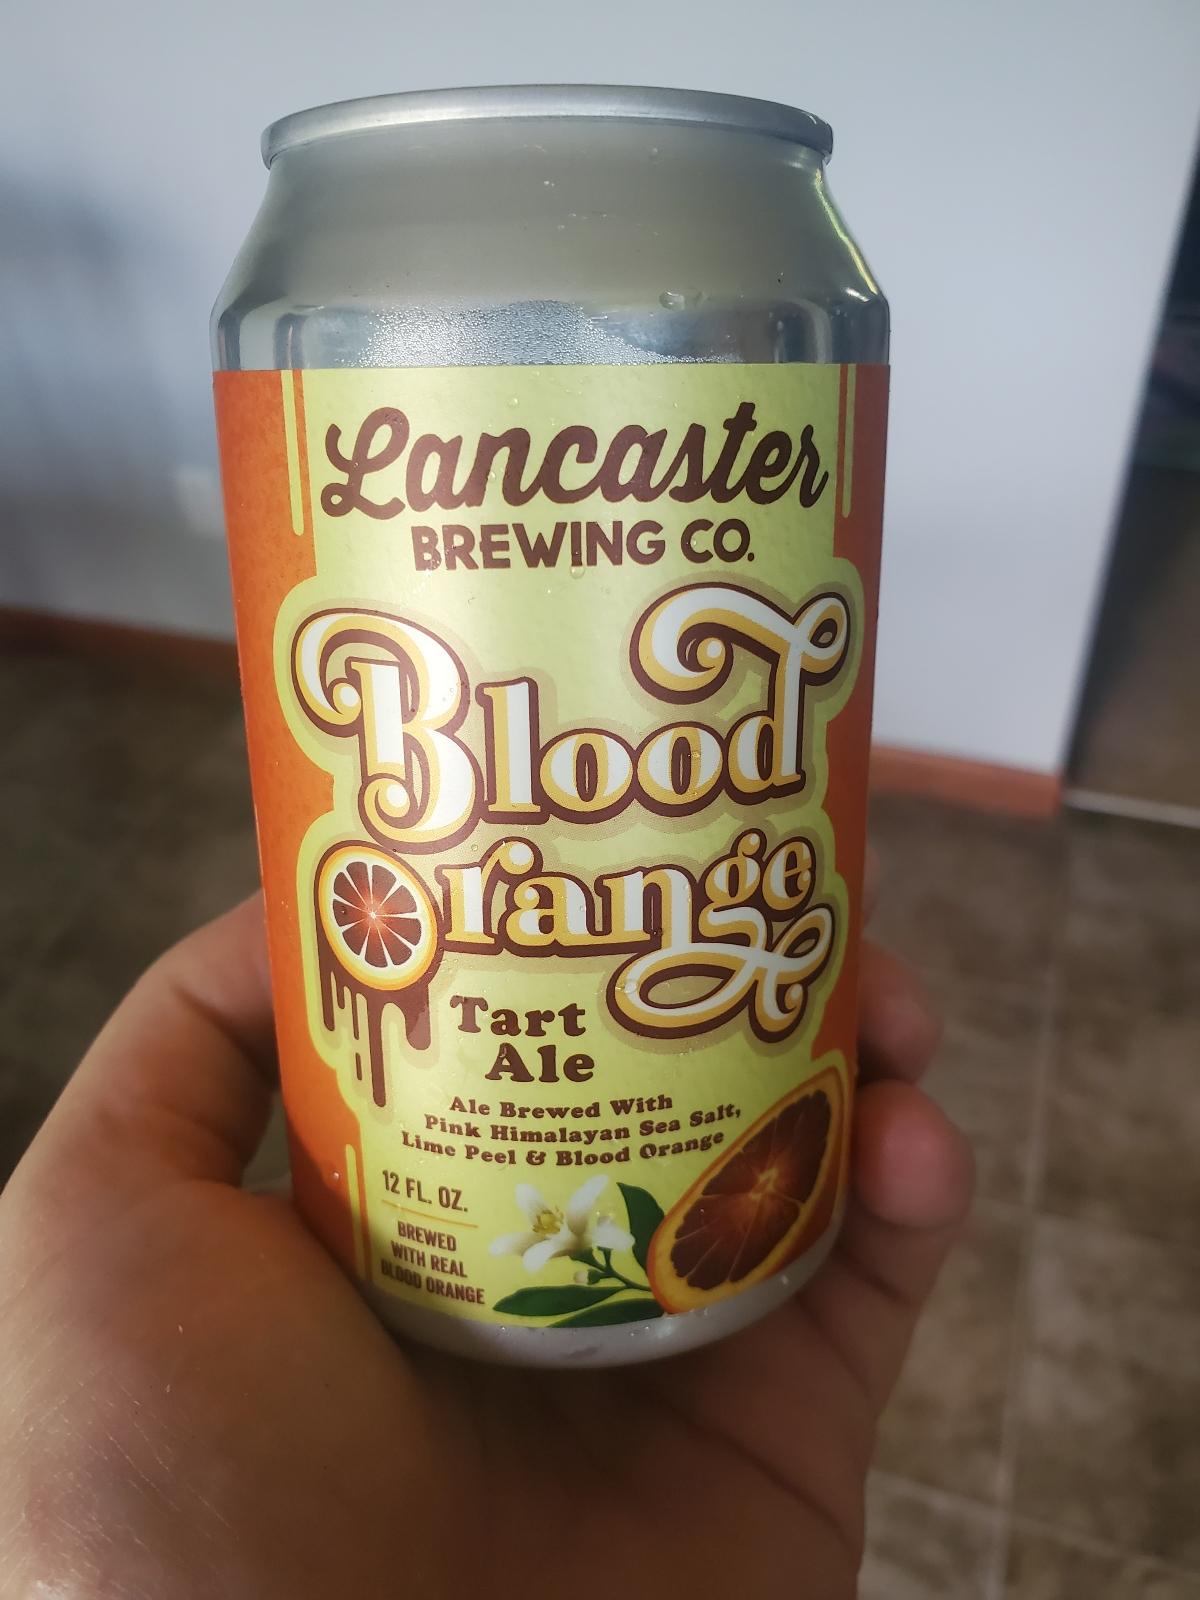 Lancaster
BREWING CO.
Blood
Orange
Tart
Ale
Ale Brewed With
Pink Himalayan Sea Salt,
Lime Peel & Blood Orange
12 FL. OZ.
BREWED
WITH REAL
BLOOD ORANGE